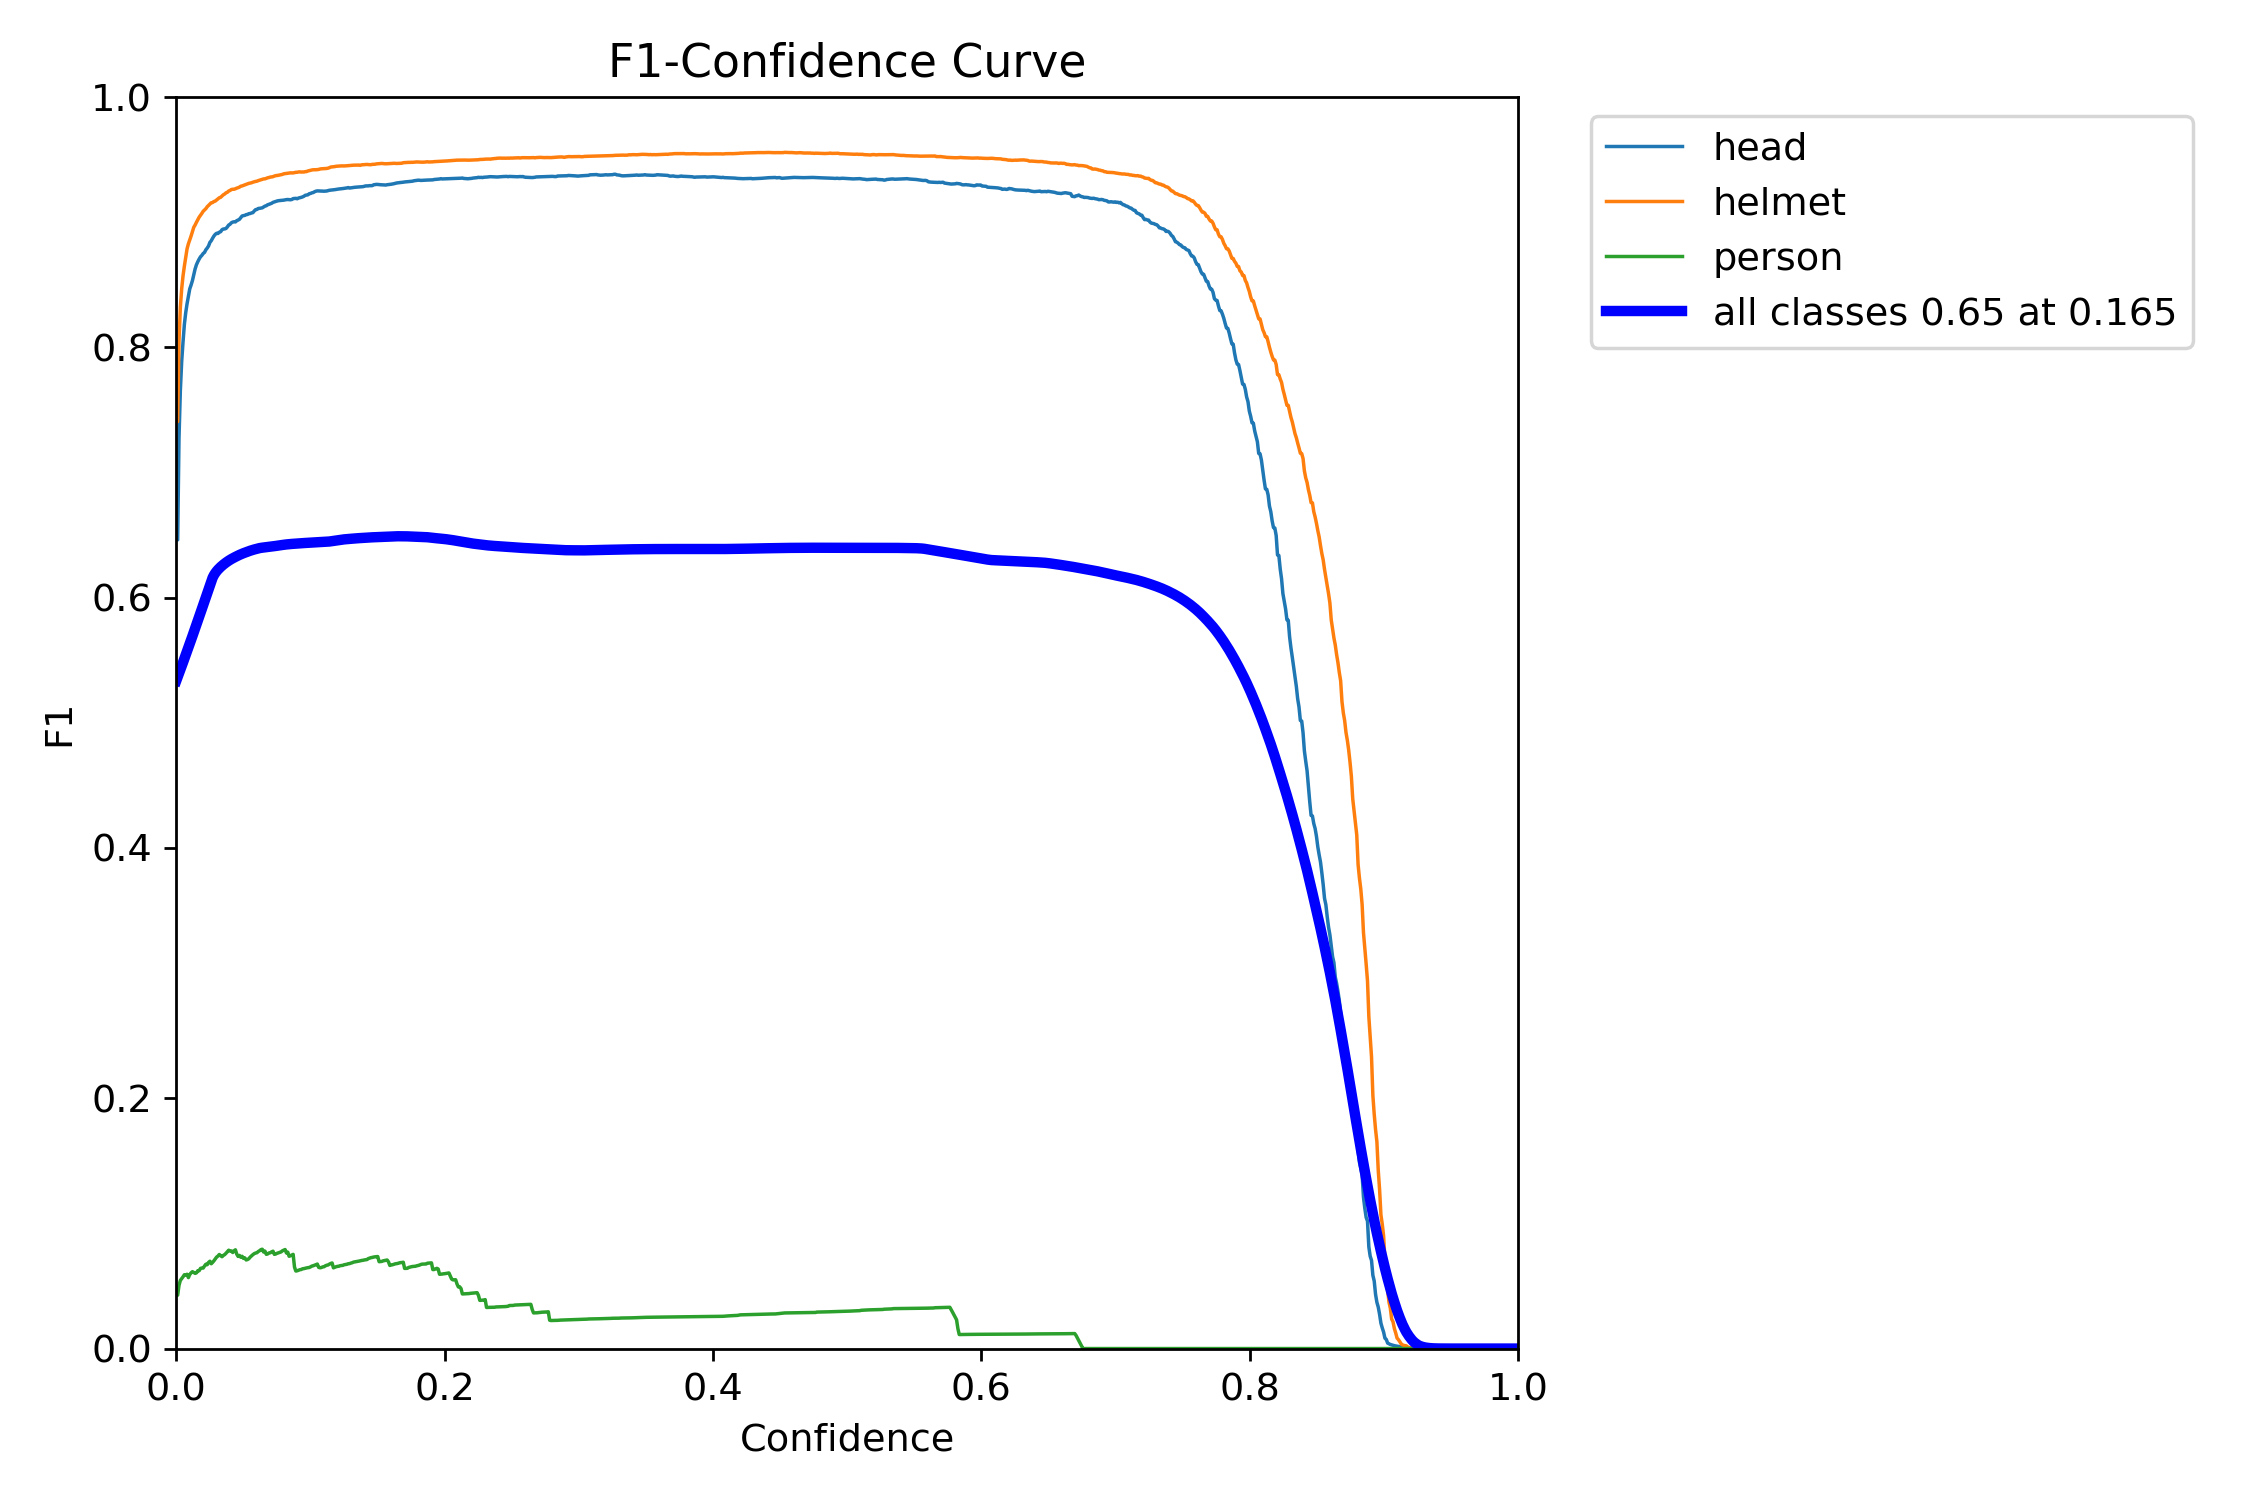 F1-Confidence Curve
1.0
0.8
0.6
0.4
0.2
0.0
F1
0.0 0.2 0.4 0.6 0.8 1.0
Confidence
head
helmet
person
all classes 0.65 at 0.165